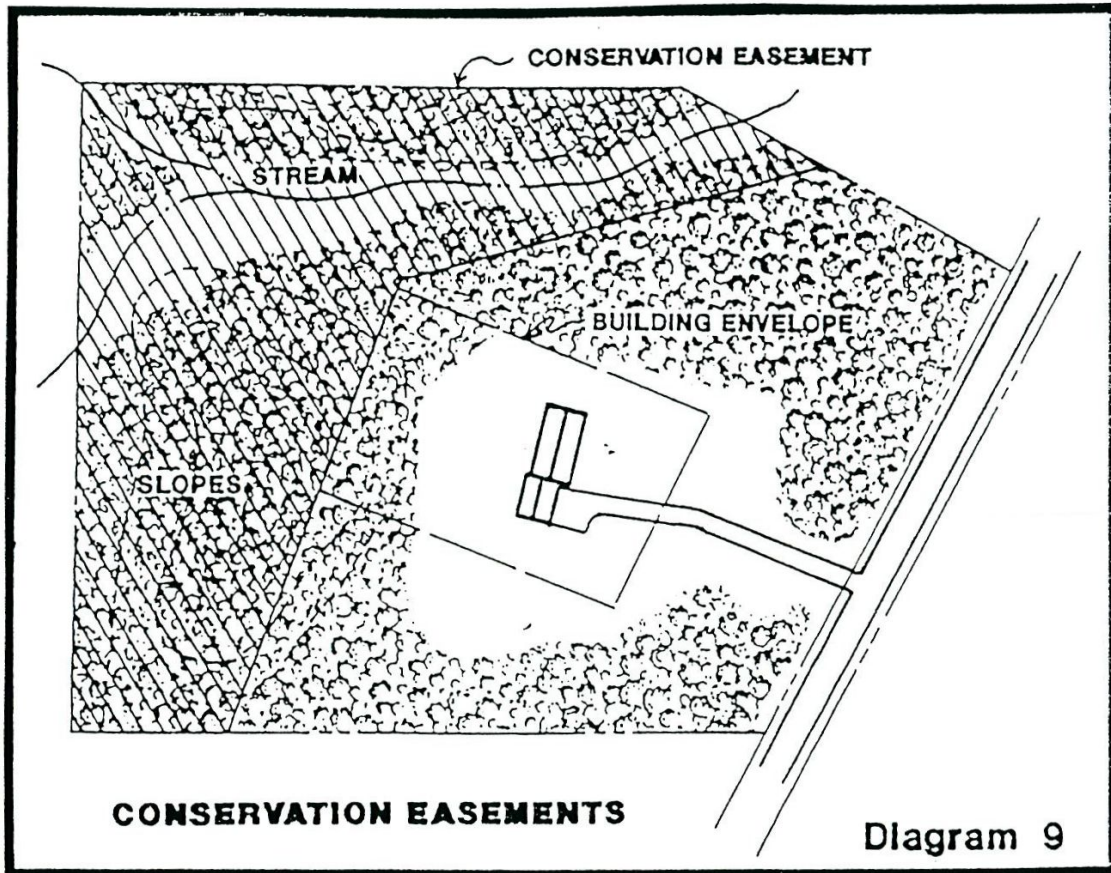 CONSERVATION EASEMENT
STREAM
BUILDING ENVELOPE
SLOPES
CONSERVATION EASEMENTS
Diagram 9